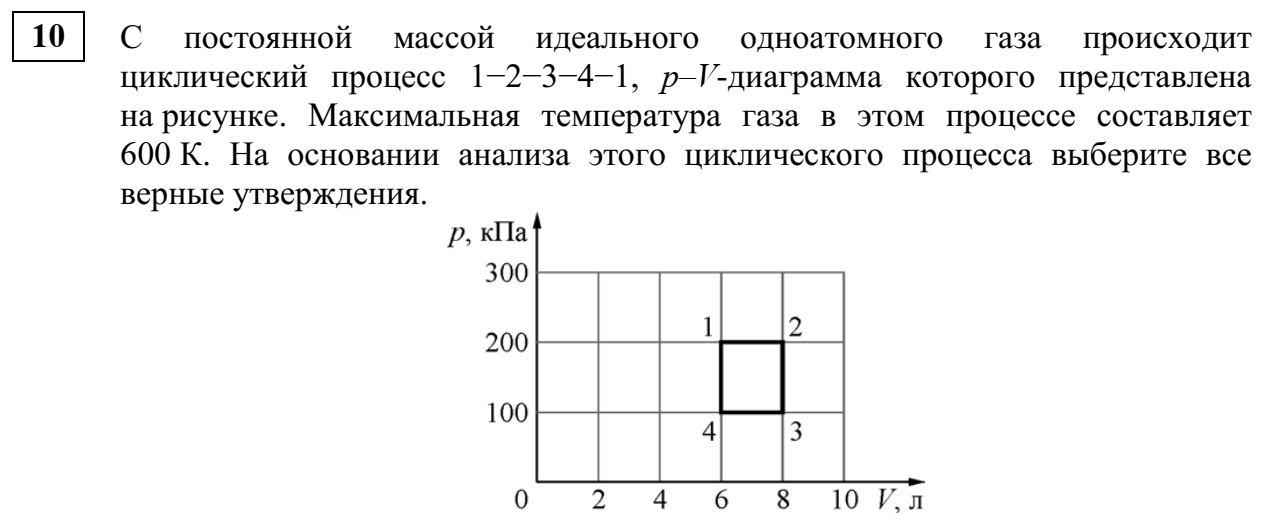 10 С постоянной массой идеального одноатомного газа происходит
циклический процесс 1−2−3−4−1, p–V-диаграмма которого представлена
на рисунке. Максимальная температура газа в этом процессе составляет
600 К. На основании анализа этого циклического процесса выберите все
верные утверждения.
p, кПа
300
1 2
200
100
4 3
0 2 4 6 8 10 V, л